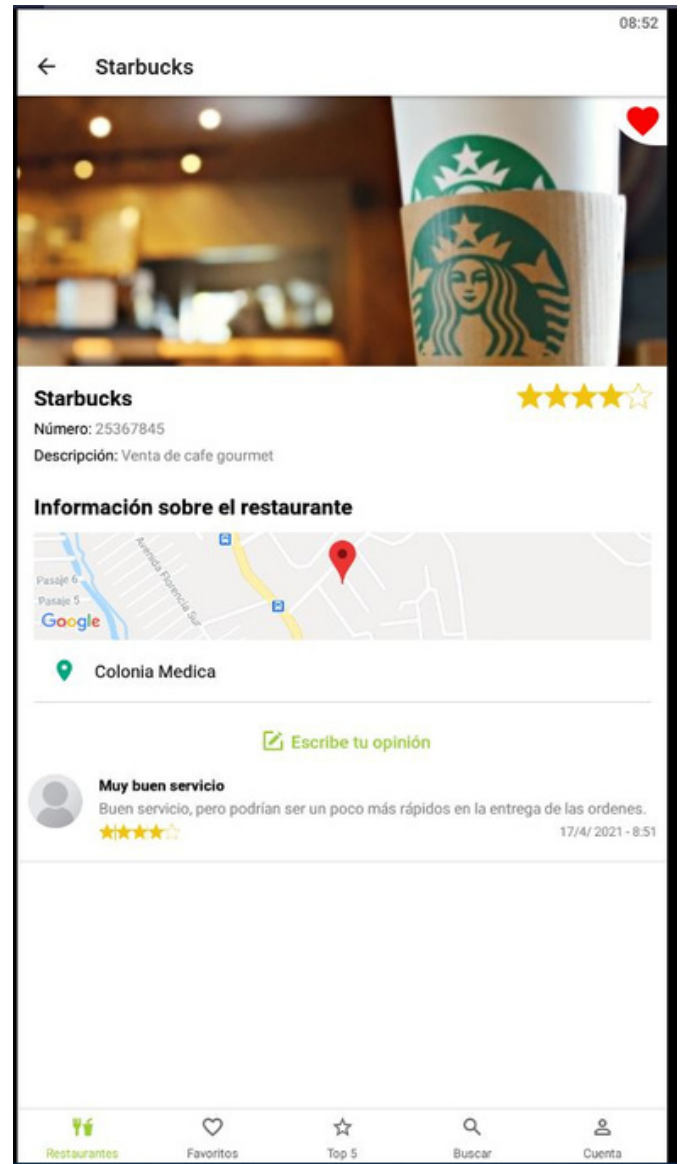 08:52
Starbucks
Starbucks
Número: 25367845
Descripción: Venta de cafe gourmet
Información sobre el restaurante
Avenida Florencia Sur
Pasaje 6
Pasaje 5
Google
Colonia Medica
Escribe tu opinión
Muy buen servicio
Buen servicio, pero podrían ser un poco más rápidos en la entrega de las ordenes.
17/4/ 2021 - 8:51
Restaurantes
Favoritos
Top 5
Buscar
Cuenta